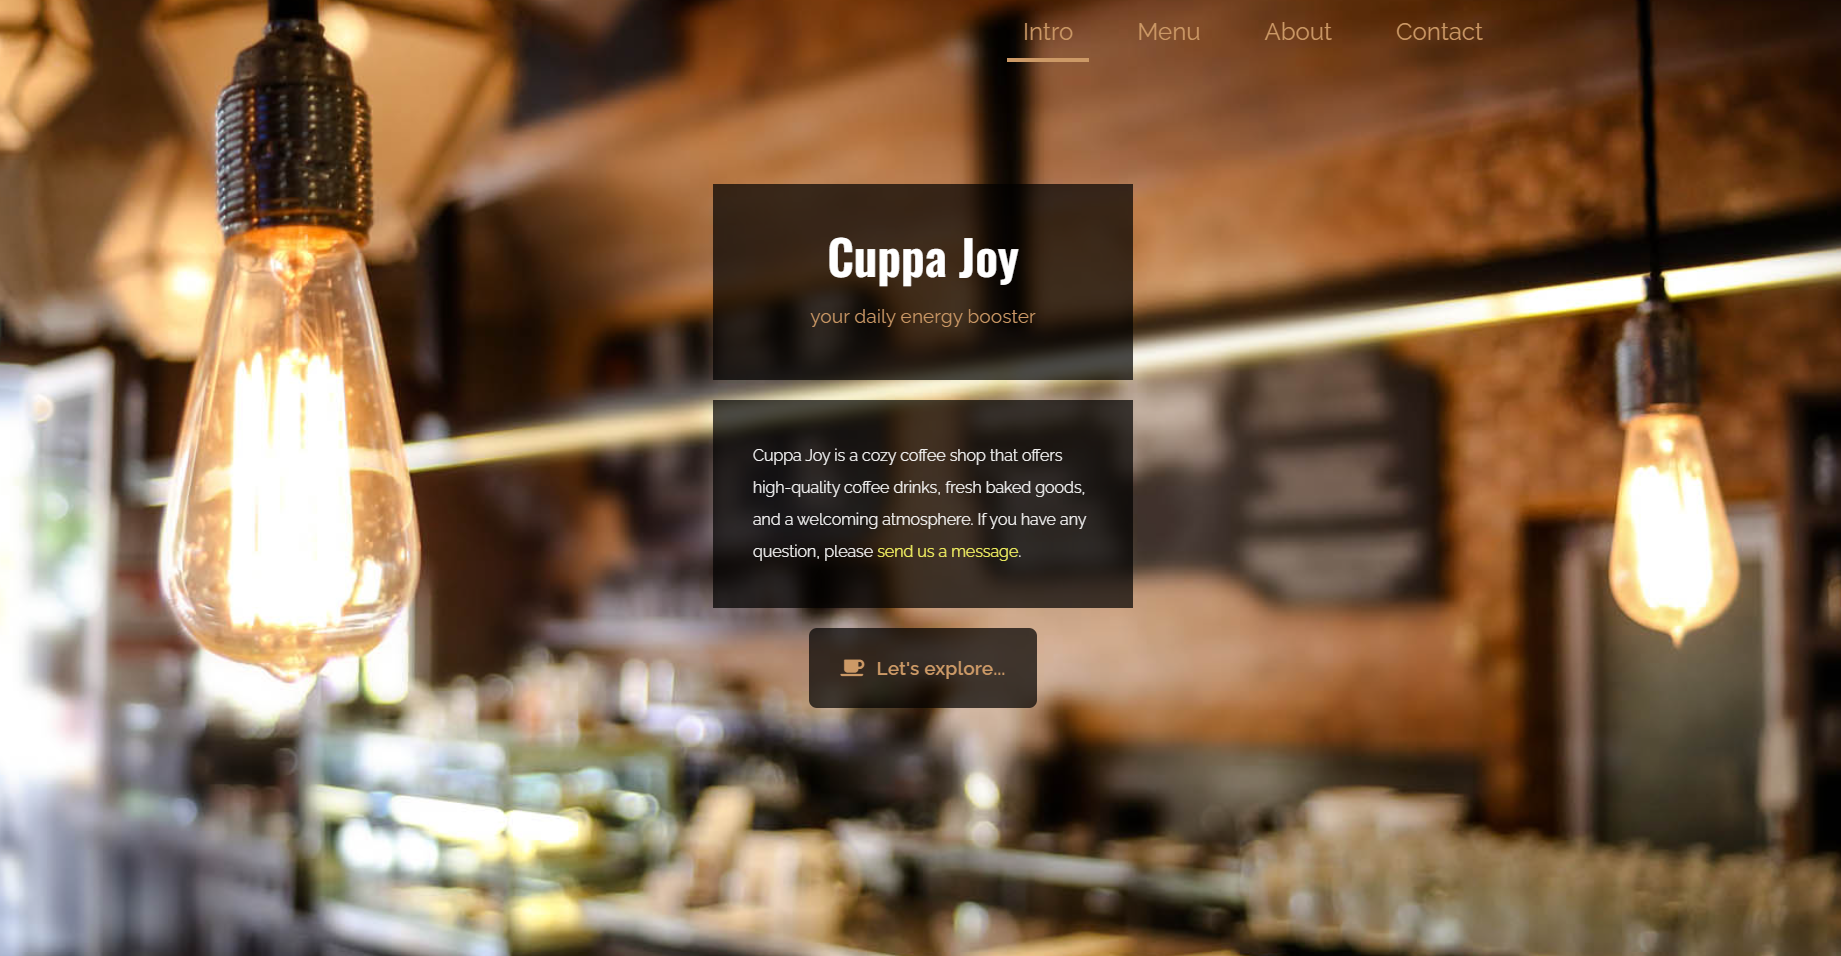 Intro Menu About Contact
Cuppa Joy
your daily energy booster
Cuppa Joy is a cozy coffee shop that offers
high-quality coffee drinks, fresh baked goods,
and a welcoming atmosphere. If you have any
question, please send us a message.
Let's explore...